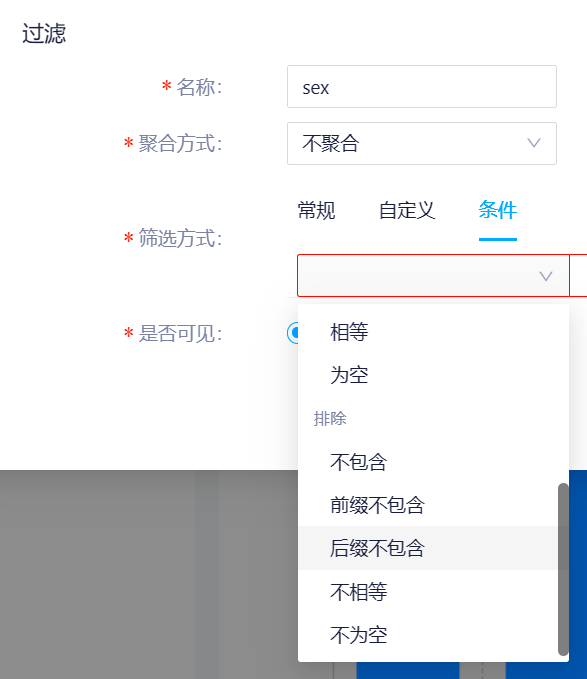 过滤
* 名称:
sex
* 聚合方式:
不聚合
* 筛选方式:
常规 自定义 条件
* 是否可见:
相等
为空
排除
不包含
前缀不包含
后缀不包含
不相等
不为空